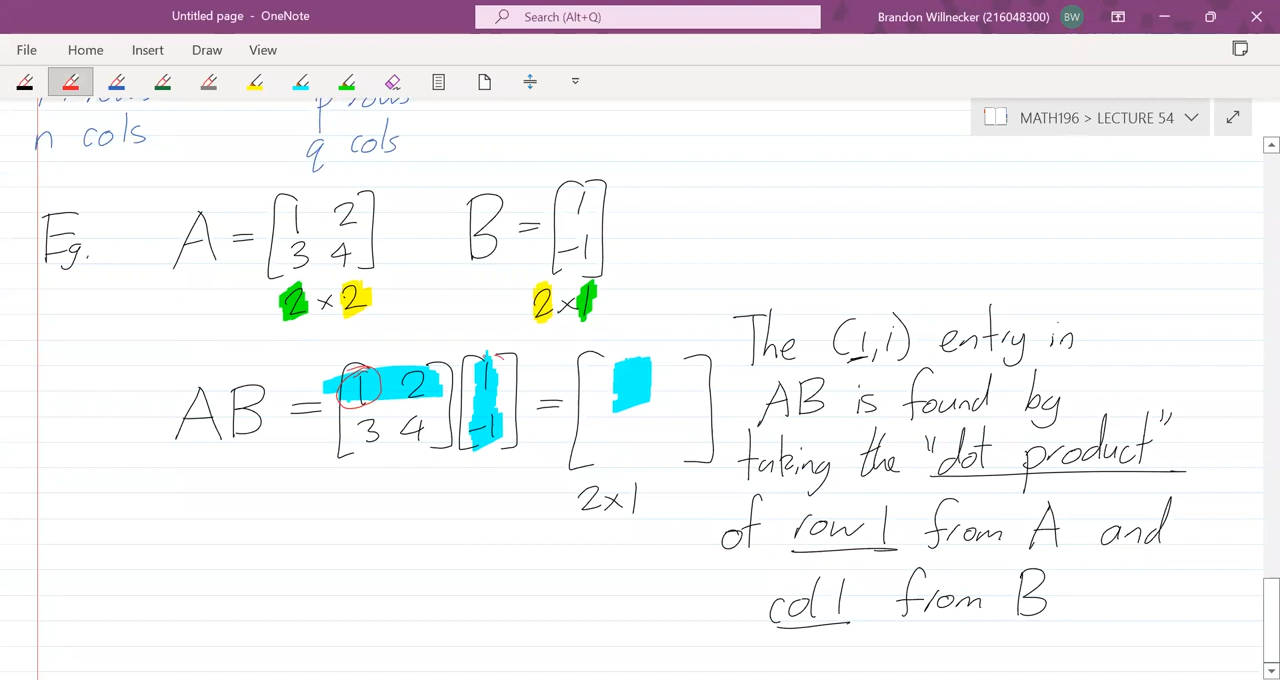 Untitled page - OneNote
Search (Alt+Q)
Brandon Willnecker (216048300)
BW
File Home Insert Draw View
MATH196 > LECTURE 54
n cols
p rows
q cols
Eg. A = [1 2
3 4]
B = [1
-1]
2 × 2
2 × 1
AB = [1 2
3 4] [1
-1] = [ ]
2×1
The (1,1) entry in
AB is found by
taking the "dot product"
of row 1 from A and
col 1 from B